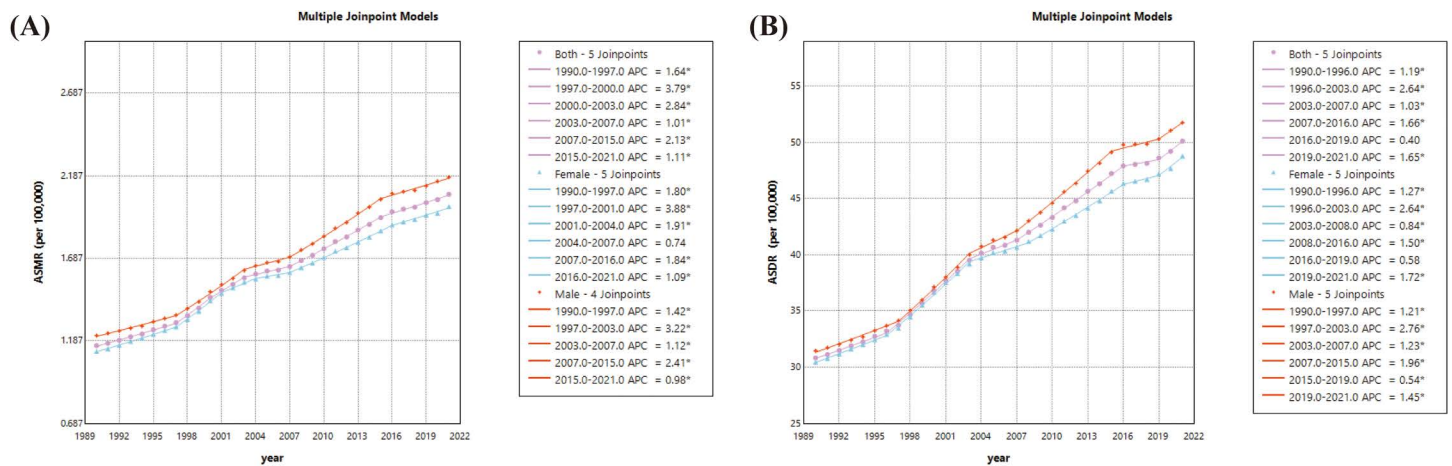 (A)
Multiple Joinpoint Models
ASMR (per 100,000)
2.687
2.187
1.687
1.187
0.687
1989 1992 1995 1998 2001 2004 2007 2010 2013 2016 2019 2022
year
Both - 5 Joinpoints
1990.0-1997.0 APC = 1.64*
1997.0-2000.0 APC = 3.79*
2000.0-2003.0 APC = 2.84*
2003.0-2007.0 APC = 1.01*
2007.0-2015.0 APC = 2.13*
2015.0-2021.0 APC = 1.11*
Female - 5 Joinpoints
1990.0-1997.0 APC = 1.80*
1997.0-2001.0 APC = 3.88*
2001.0-2004.0 APC = 1.91*
2004.0-2007.0 APC = 0.74
2007.0-2016.0 APC = 1.84*
2016.0-2021.0 APC = 1.09*
Male - 4 Joinpoints
1990.0-1997.0 APC = 1.42*
1997.0-2003.0 APC = 3.22*
2003.0-2007.0 APC = 1.12*
2007.0-2015.0 APC = 2.41*
2015.0-2021.0 APC = 0.98*
(B)
Multiple Joinpoint Models
ASDR (per 100,000)
55
50
45
40
35
30
25
1989 1992 1995 1998 2001 2004 2007 2010 2013 2016 2019 2022
year
Both - 5 Joinpoints
1990.0-1996.0 APC = 1.19*
1996.0-2003.0 APC = 2.64*
2003.0-2007.0 APC = 1.03*
2007.0-2016.0 APC = 1.66*
2016.0-2019.0 APC = 0.40
2019.0-2021.0 APC = 1.65*
Female - 5 Joinpoints
1990.0-1996.0 APC = 1.27*
1996.0-2003.0 APC = 2.64*
2003.0-2008.0 APC = 0.84*
2008.0-2016.0 APC = 1.50*
2016.0-2019.0 APC = 0.58
2019.0-2021.0 APC = 1.72*
Male - 5 Joinpoints
1990.0-1997.0 APC = 1.21*
1997.0-2003.0 APC = 2.76*
2003.0-2007.0 APC = 1.23*
2007.0-2015.0 APC = 1.96*
2015.0-2019.0 APC = 0.54*
2019.0-2021.0 APC = 1.45*